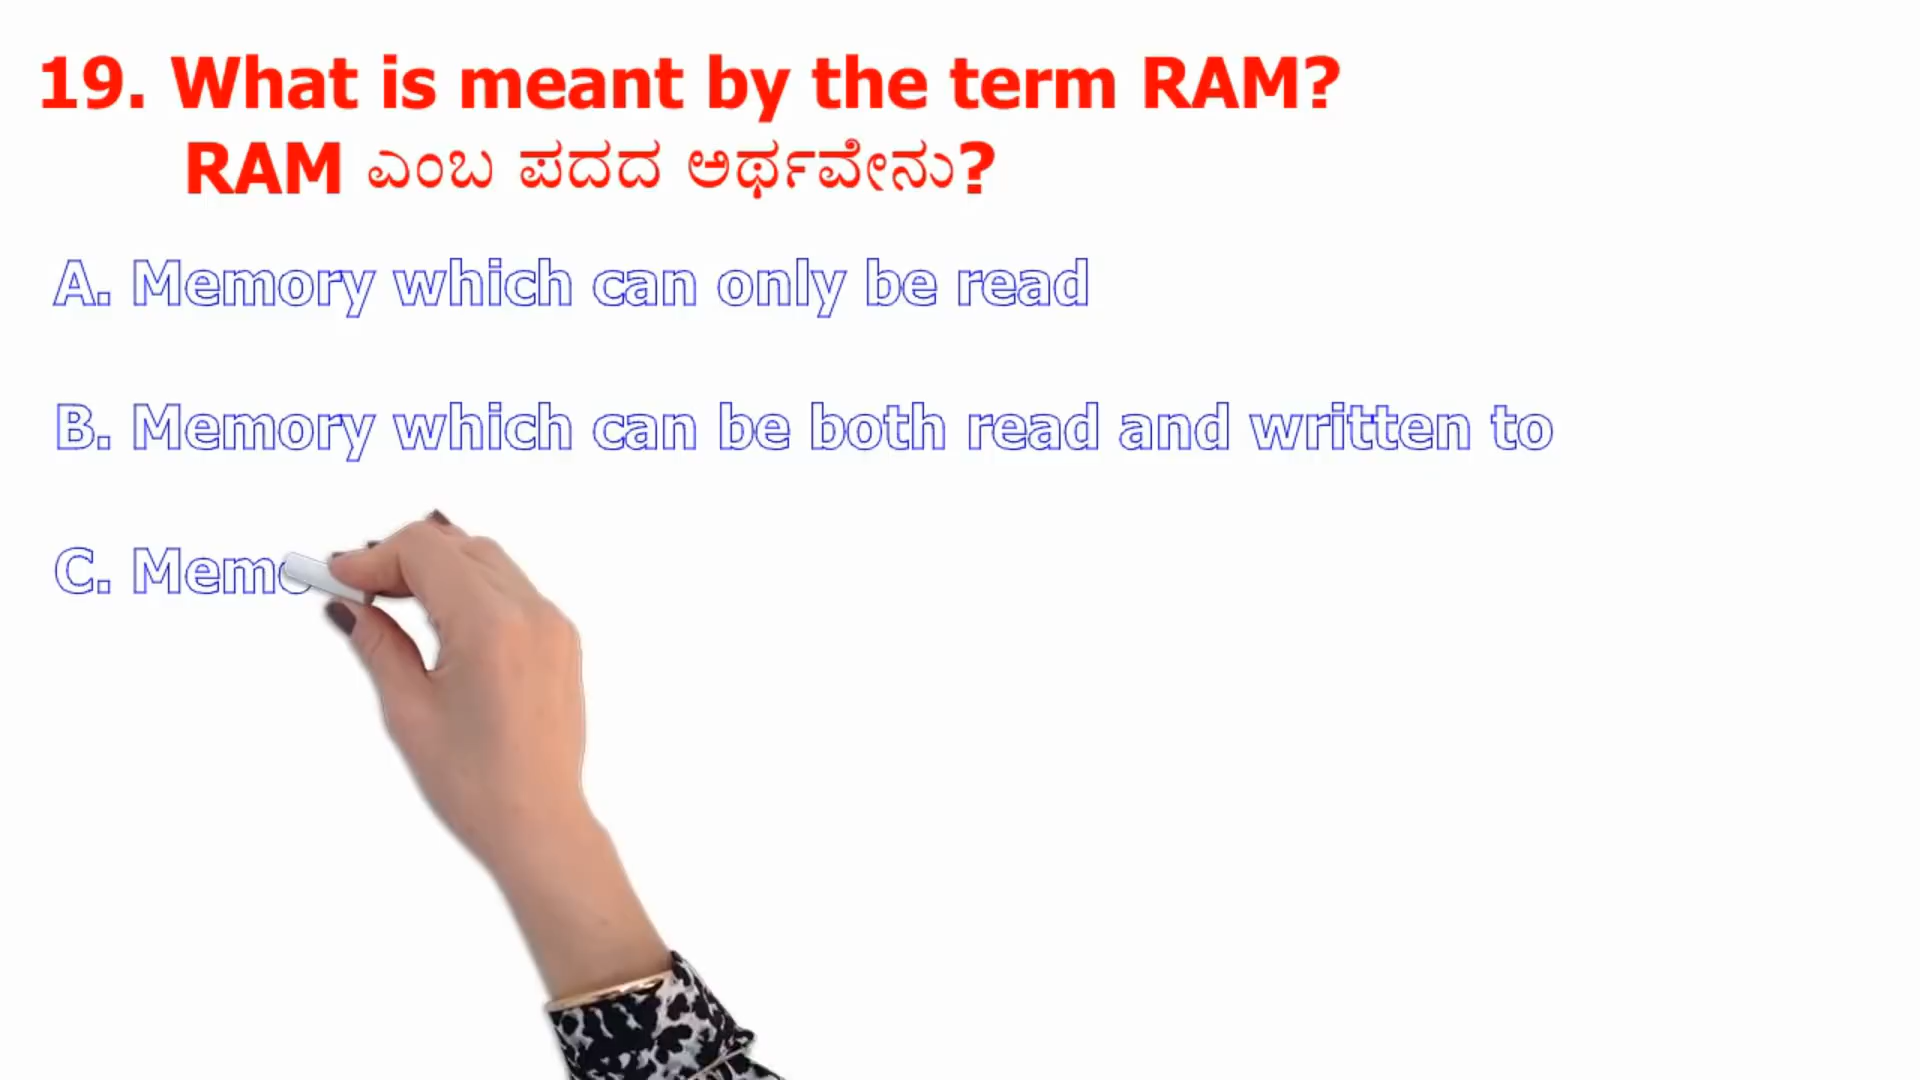 19. What is meant by the term RAM?
RAM ಎಂಬ ಪದದ ಅರ್ಥವೇನು?
A. Memory which can only be read
B. Memory which can be both read and written to
C. Memo